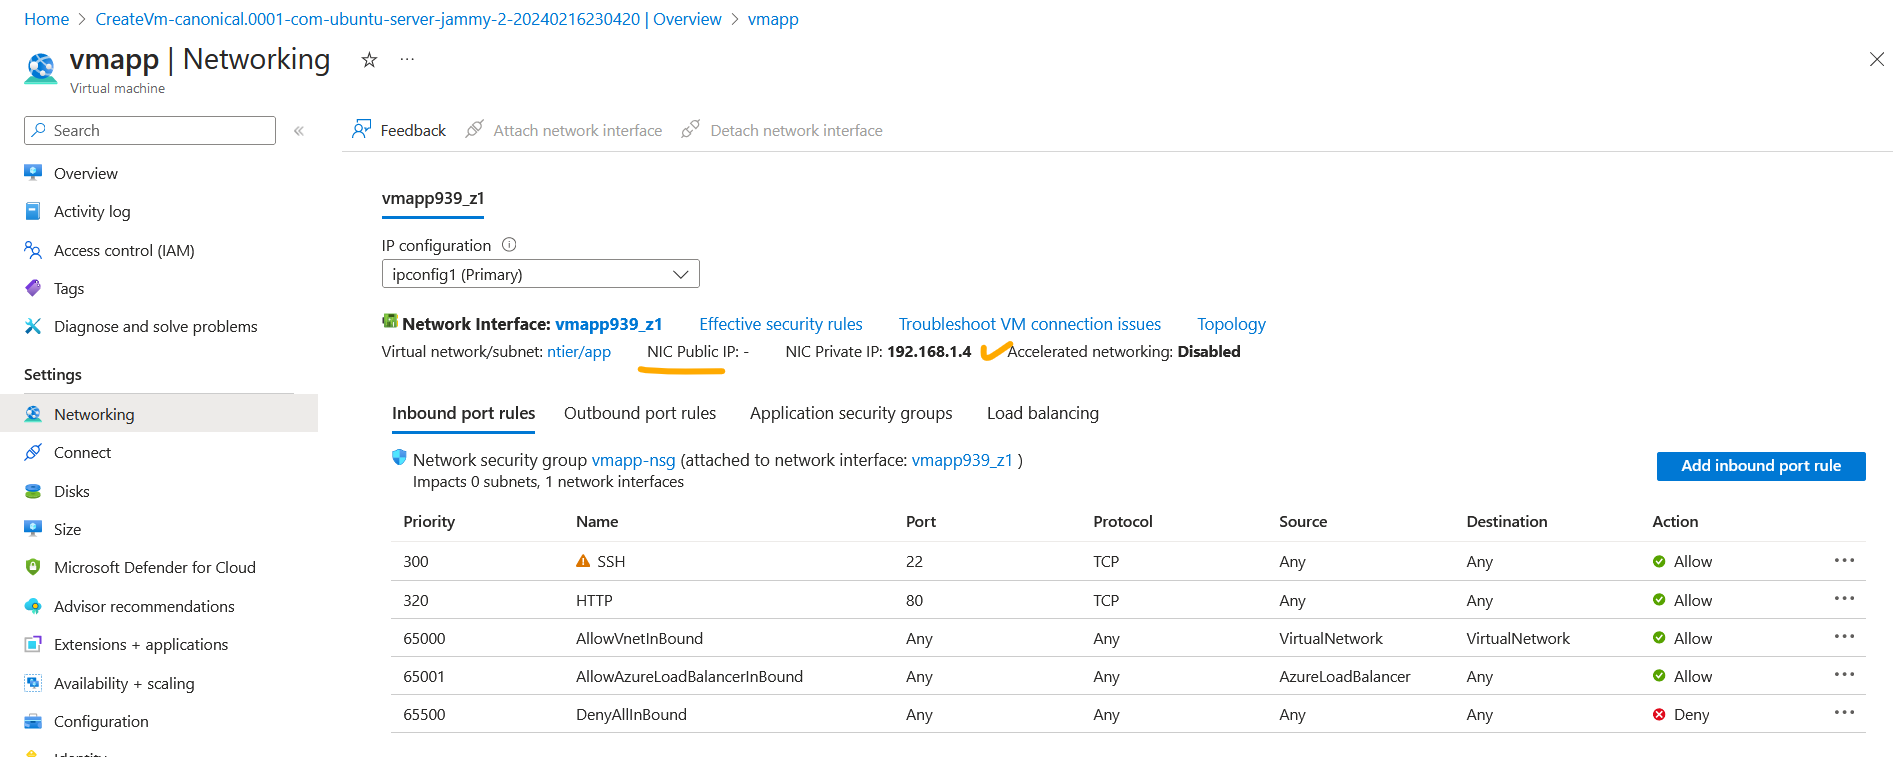 Home > CreateVm-canonical.0001-com-ubuntu-server-jammy-2-20240216230420 | Overview > vmapp
vmapp | Networking
Virtual machine
Search
Overview
Activity log
Access control (IAM)
Tags
Diagnose and solve problems
Settings
Networking
Connect
Disks
Size
Microsoft Defender for Cloud
Advisor recommendations
Extensions + applications
Availability + scaling
Configuration
Identity
Feedback Attach network interface Detach network interface
vmapp939_z1
IP configuration
ipconfig1 (Primary)
Network Interface: vmapp939_z1 Effective security rules Troubleshoot VM connection issues Topology
Virtual network/subnet: ntier/app NIC Public IP: - NIC Private IP: 192.168.1.4 Accelerated networking: Disabled
Inbound port rules Outbound port rules Application security groups Load balancing
Network security group vmapp-nsg (attached to network interface: vmapp939_z1 )
Impacts 0 subnets, 1 network interfaces
Add inbound port rule
Priority Name Port Protocol Source Destination Action
300 SSH 22 TCP Any Any Allow
320 HTTP 80 TCP Any Any Allow
65000 AllowVnetInBound Any Any VirtualNetwork VirtualNetwork Allow
65001 AllowAzureLoadBalancerInBound Any Any AzureLoadBalancer Any Allow
65500 DenyAllInBound Any Any Any Any Deny